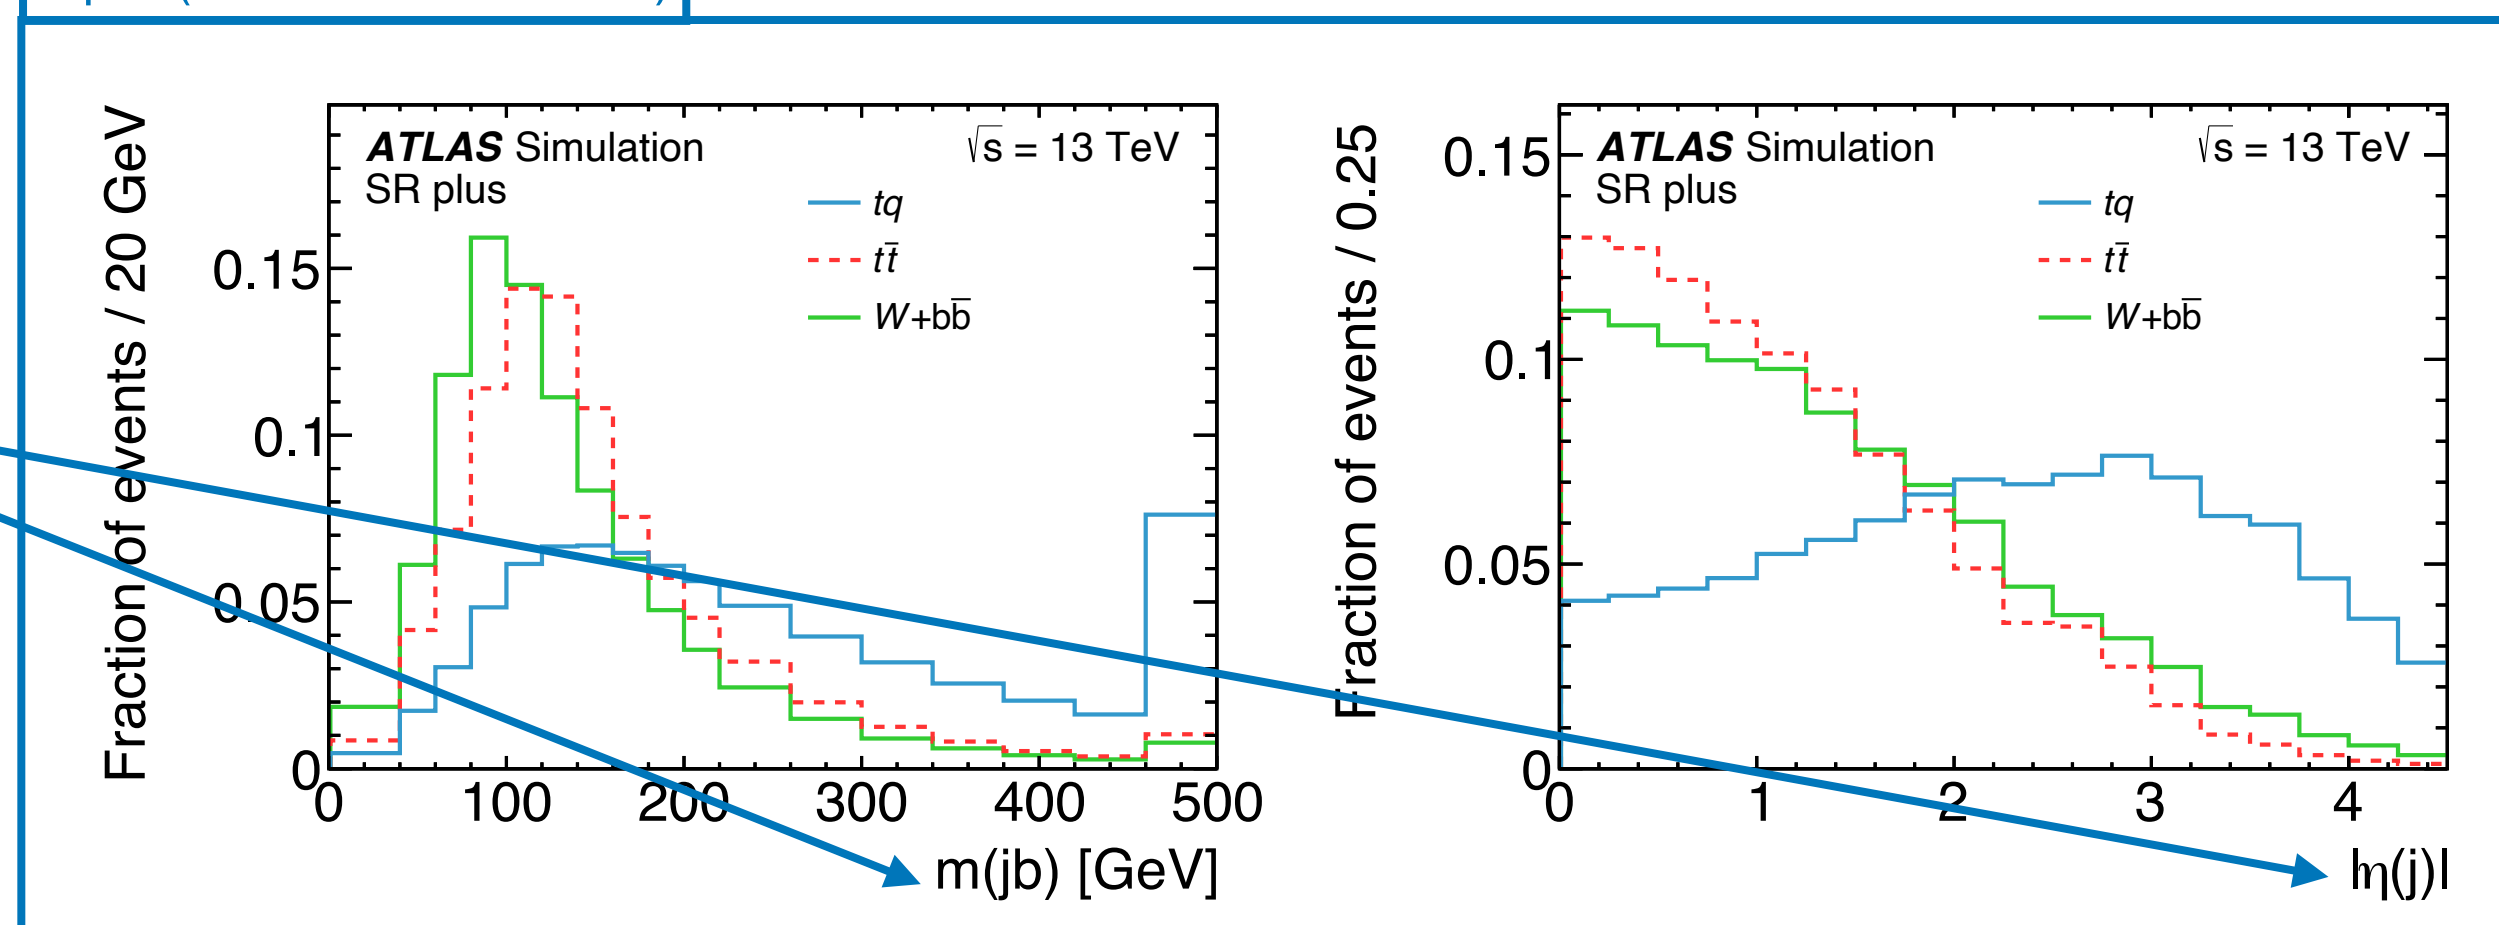 ATLAS Simulation
√s = 13 TeV
SR plus
tq
tt̅
W+bb̅
Fraction of events / 20 GeV
0.15
0.1
0.05
0
0 100 200 300 400 500
m(jb) [GeV]
ATLAS Simulation
√s = 13 TeV
SR plus
tq
tt̅
W+bb̅
Fraction of events / 0.25
0.15
0.1
0.05
0
0 1 2 3 4
|η(j)|